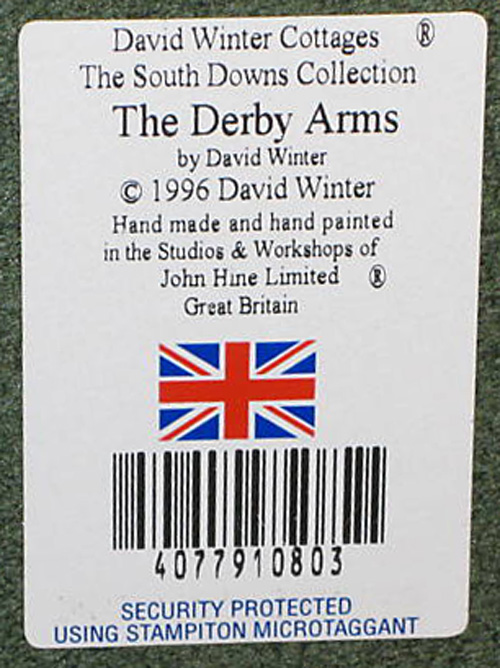 David Winter Cottages ®
The South Downs Collection
The Derby Arms
by David Winter
© 1996 David Winter
Hand made and hand painted
in the Studios & Workshops of
John Hine Limited ®
Great Britain
4077910803
SECURITY PROTECTED
USING STAMPITON MICROTAGGANT